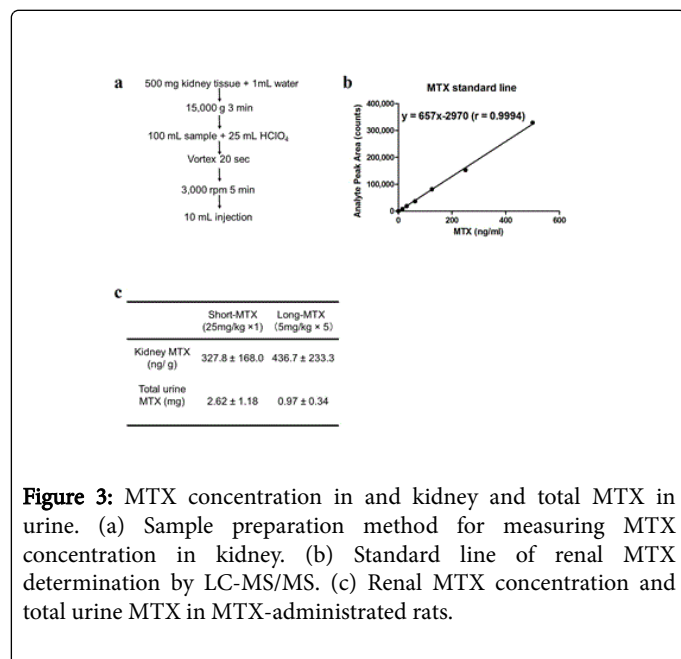 a
500 mg kidney tissue + 1mL water
15,000 g 3 min
100 mL sample + 25 mL HClO₄
Vortex 20 sec
3,000 rpm 5 min
10 mL injection
b
MTX standard line
y = 657x-2970 (r = 0.9994)
Analyte Peak Area (counts)
400,000
300,000
200,000
100,000
0
0 200 400 600
MTX (ng/ml)
c
Short-MTX Long-MTX
(25mg/kg ×1) (5mg/kg × 5)
Kidney MTX
(ng/ g) 327.8 ± 168.0 436.7 ± 233.3
Total urine
MTX (mg) 2.62 ± 1.18 0.97 ± 0.34
Figure 3: MTX concentration in and kidney and total MTX in
urine. (a) Sample preparation method for measuring MTX
concentration in kidney. (b) Standard line of renal MTX
determination by LC-MS/MS. (c) Renal MTX concentration and
total urine MTX in MTX-administrated rats.